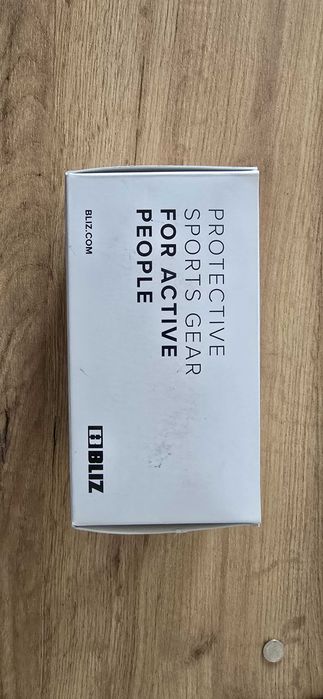 PROTECTIVE
SPORTS GEAR
FOR ACTIVE
PEOPLE
BLIZ.COM
BLIZ